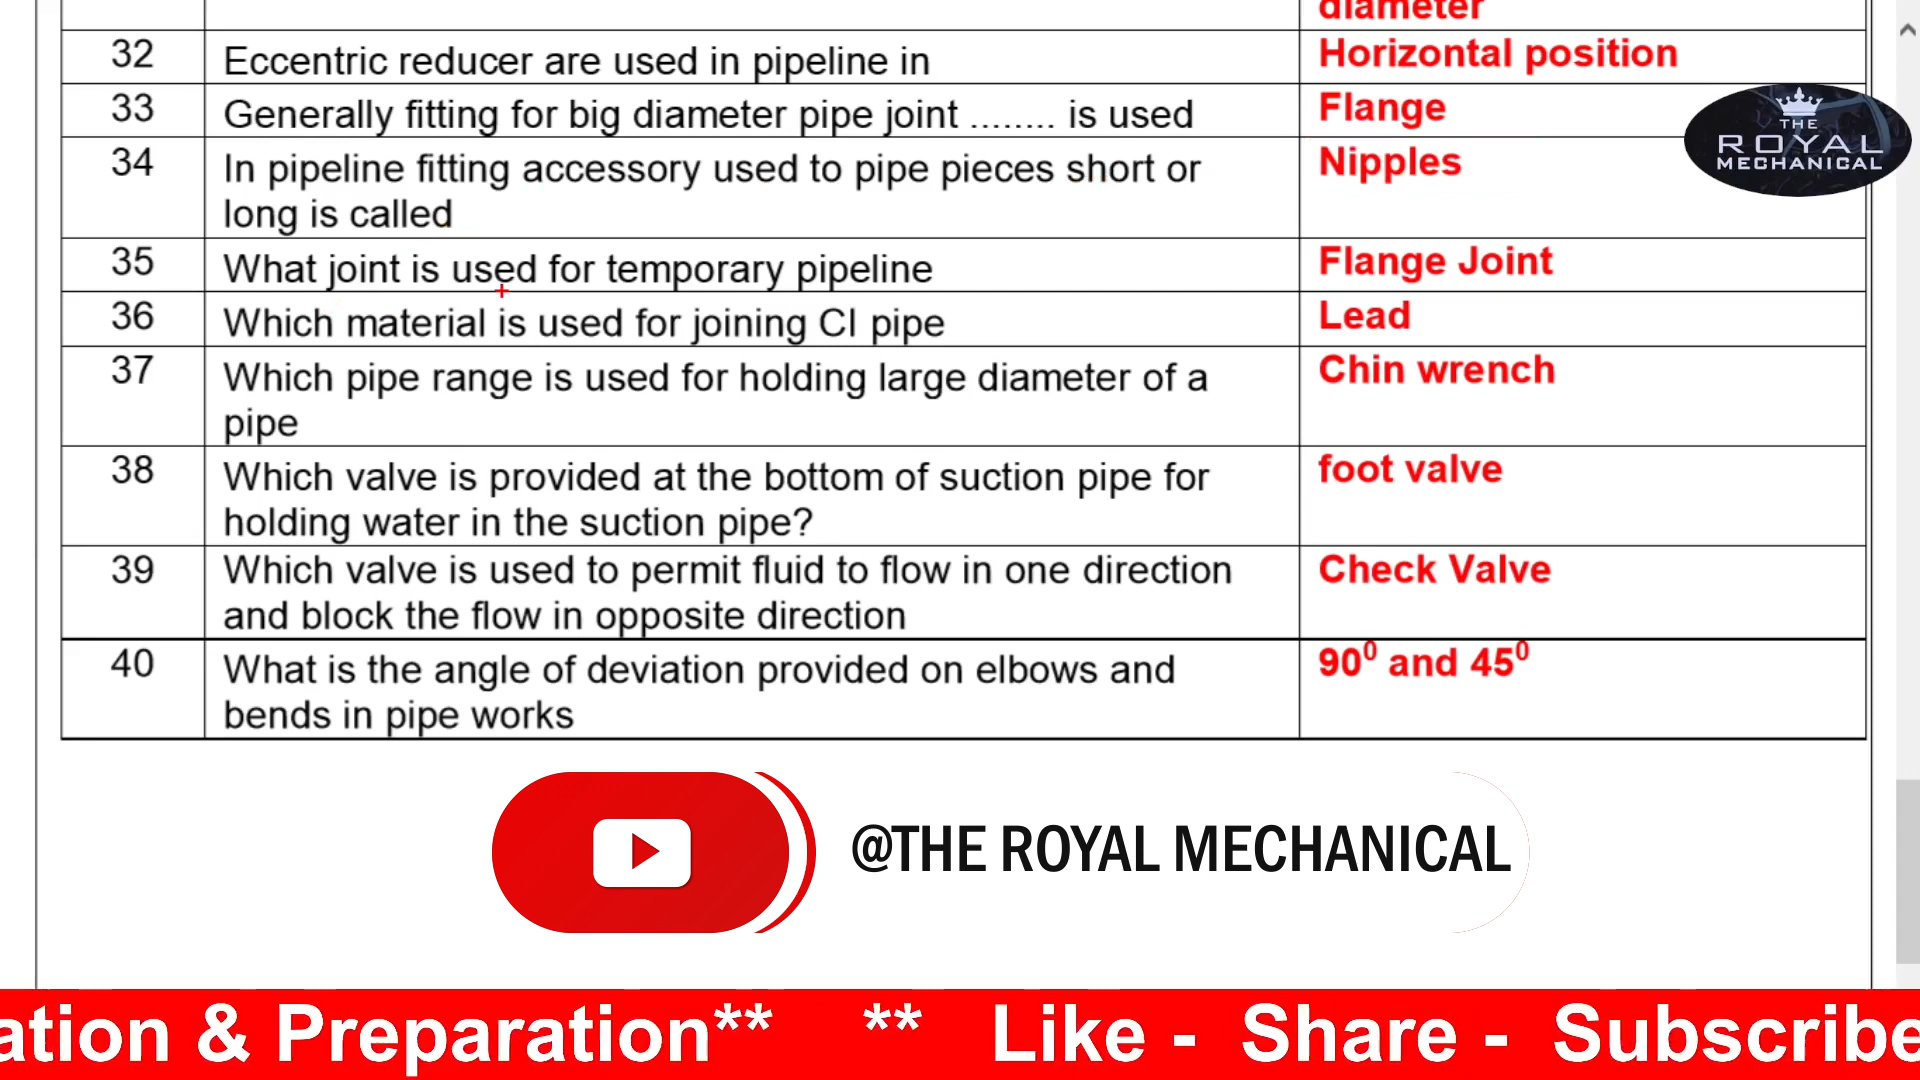 diameter
32 Eccentric reducer are used in pipeline in Horizontal position
33 Generally fitting for big diameter pipe joint ........ is used Flange
34 In pipeline fitting accessory used to pipe pieces short or Nipples
long is called
35 What joint is used for temporary pipeline Flange Joint
36 Which material is used for joining CI pipe Lead
37 Which pipe range is used for holding large diameter of a Chin wrench
pipe
38 Which valve is provided at the bottom of suction pipe for foot valve
holding water in the suction pipe?
39 Which valve is used to permit fluid to flow in one direction Check Valve
and block the flow in opposite direction
40 What is the angle of deviation provided on elbows and 90⁰ and 45⁰
bends in pipe works
THE
ROYAL
MECHANICAL
@THE ROYAL MECHANICAL
ation & Preparation** ** Like - Share - Subscribe